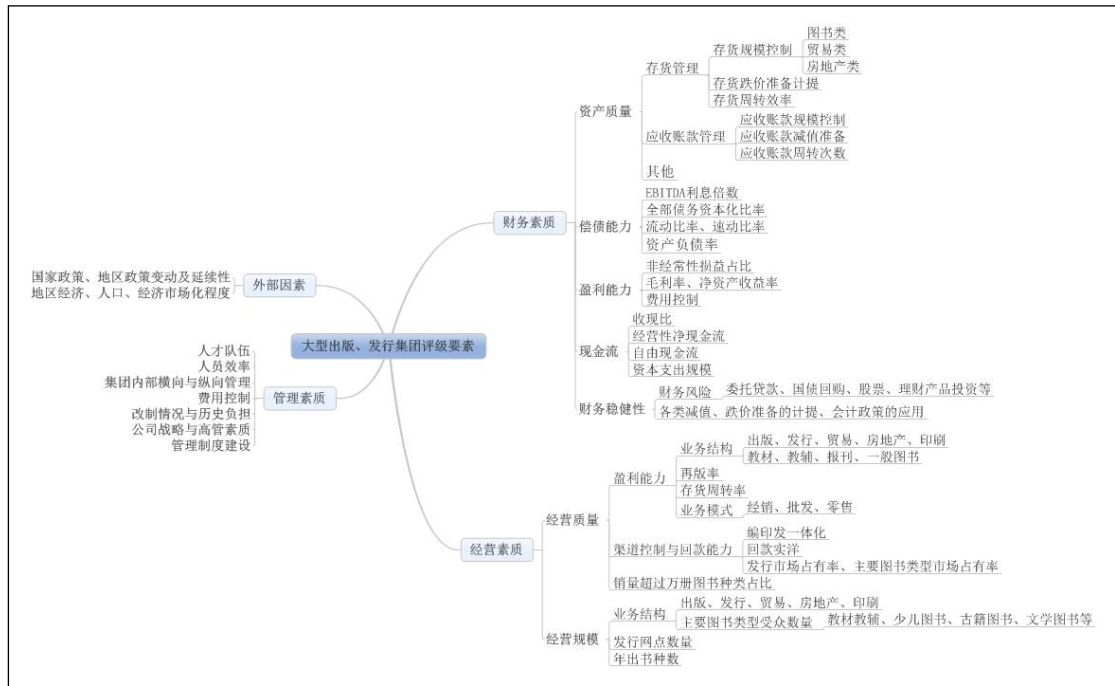 大型出版、发行集团评级要素
外部因素
国家政策、地区政策变动及延续性
地区经济、人口、经济市场化程度
管理素质
人才队伍
人员效率
集团内部横向与纵向管理
费用控制
改制情况与历史负担
公司战略与高管素质
管理制度建设
财务素质
资产质量
存货管理
存货规模控制
图书类
贸易类
房地产类
存货跌价准备计提
存货周转效率
应收账款管理
应收账款规模控制
应收账款减值准备
应收账款周转次数
其他
偿债能力
EBITDA利息倍数
全部债务资本化比率
流动比率、速动比率
资产负债率
盈利能力
非经常性损益占比
毛利率、净资产收益率
费用控制
现金流
收现比
经营性净现金流
自由现金流
资本支出规模
财务稳健性
财务风险
委托贷款、国债回购、股票、理财产品投资等
各类减值、跌价准备的计提、会计政策的应用
经营素质
经营质量
盈利能力
业务结构
出版、发行、贸易、房地产、印刷
教材、教辅、报刊、一般图书
再版率
存货周转率
业务模式
经销、批发、零售
渠道控制与回款能力
编印发一体化
回款实洋
发行市场占有率、主要图书类型市场占有率
销量超过万册图书种类占比
经营规模
业务结构
出版、发行、贸易、房地产、印刷
主要图书类型受众数量
教材教辅、少儿图书、古籍图书、文学图书等
发行网点数量
年出书种数